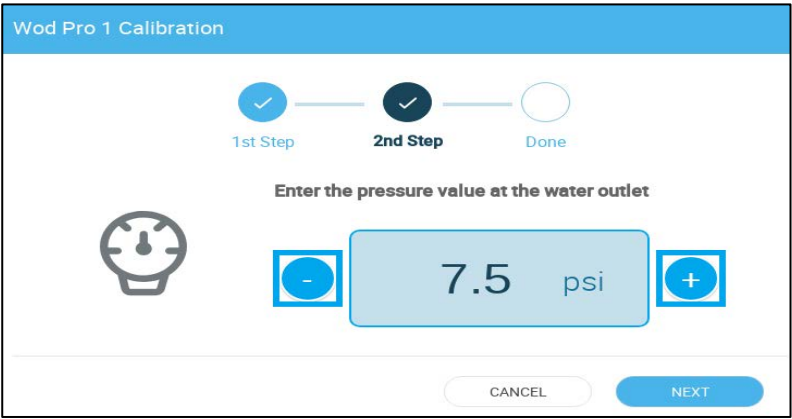 Wod Pro 1 Calibration
1st Step
2nd Step
Done
Enter the pressure value at the water outlet
- 7.5 psi +
CANCEL NEXT